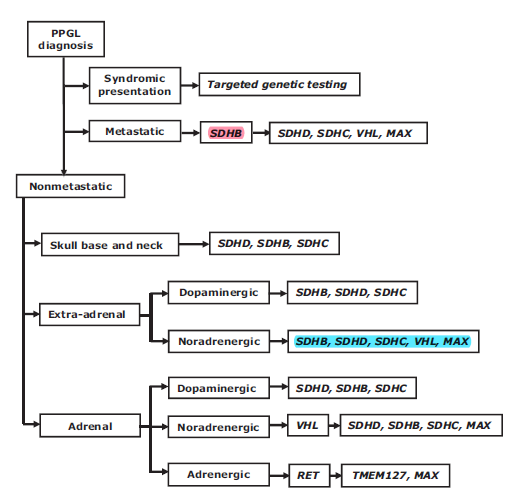 PPGL
diagnosis
Syndromic
presentation
Targeted genetic testing
Metastatic
SDHB
SDHD, SDHC, VHL, MAX
Nonmetastatic
Skull base and neck
SDHD, SDHB, SDHC
Extra-adrenal
Dopaminergic
SDHB, SDHD, SDHC
Noradrenergic
SDHB, SDHD, SDHC, VHL, MAX
Adrenal
Dopaminergic
SDHD, SDHB, SDHC
Noradrenergic
VHL
SDHD, SDHB, SDHC, MAX
Adrenergic
RET
TMEM127, MAX